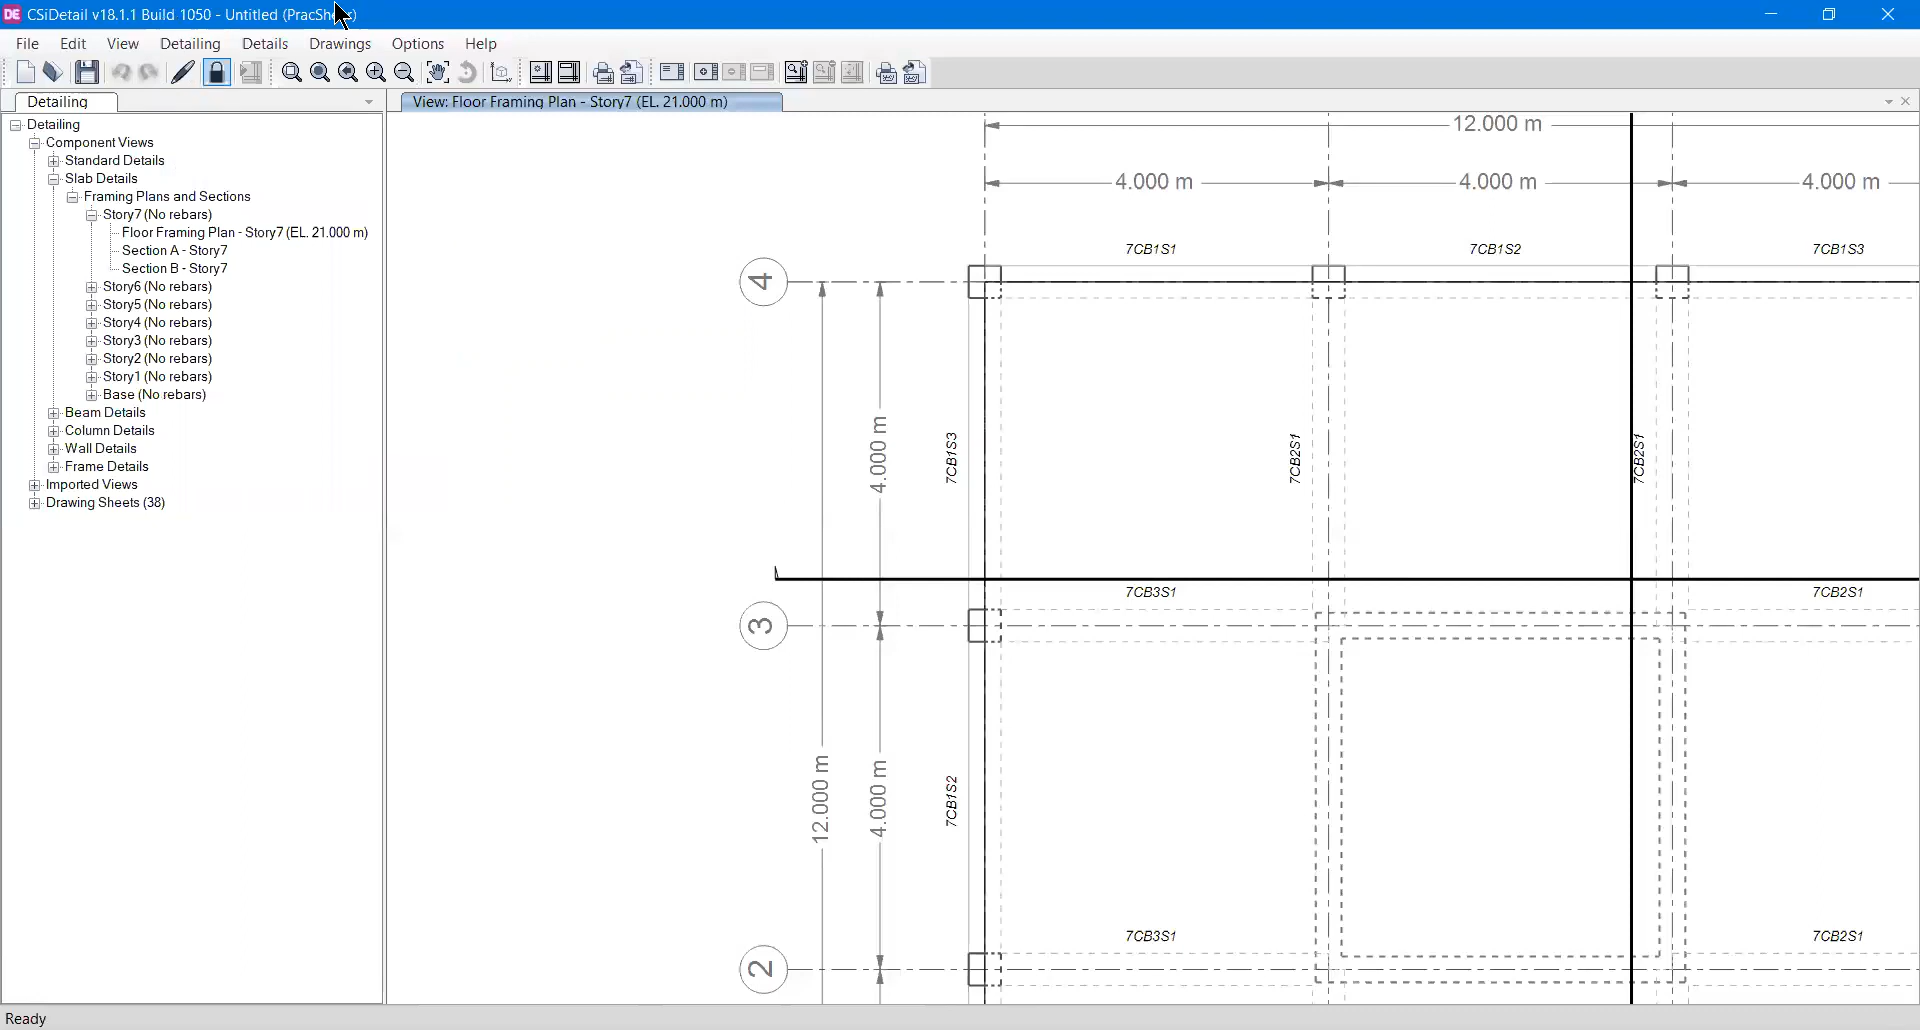 DE CSiDetail v18.1.1 Build 1050 - Untitled (PracShe
File Edit View Detailing Details Drawings Options Help
Detailing
View: Floor Framing Plan - Story7 (EL. 21.000 m)
Detailing
Component Views
Standard Details
Slab Details
Framing Plans and Sections
Story7 (No rebars)
Floor Framing Plan - Story7 (EL. 21.000 m)
Section A - Story7
Section B - Story7
Story6 (No rebars)
Story5 (No rebars)
Story4 (No rebars)
Story3 (No rebars)
Story2 (No rebars)
Story1 (No rebars)
Base (No rebars)
Beam Details
Column Details
Wall Details
Frame Details
Imported Views
Drawing Sheets (38)
12.000 m
4.000 m 4.000 m 4.000 m
7CB1S1 7CB1S2 7CB1S3
4
4.000 m 7CB1S3 7CB2S1 7CB2S1
7CB3S1 7CB2S1
3
12.000 m 4.000 m 7CB1S2
7CB3S1 7CB2S1
2
Ready